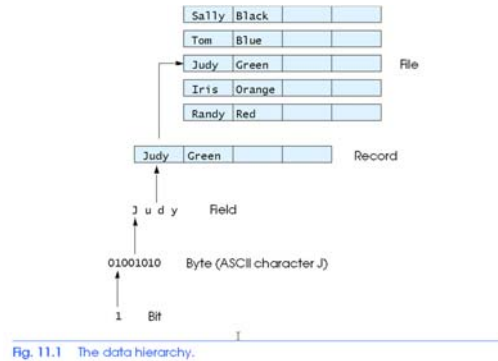 Sally Black
Tom Blue
Judy Green File
Iris Orange
Randy Red
Judy Green Record
J u d y Field
01001010 Byte (ASCII character J)
1 Bit
Fig. 11.1 The data hierarchy.